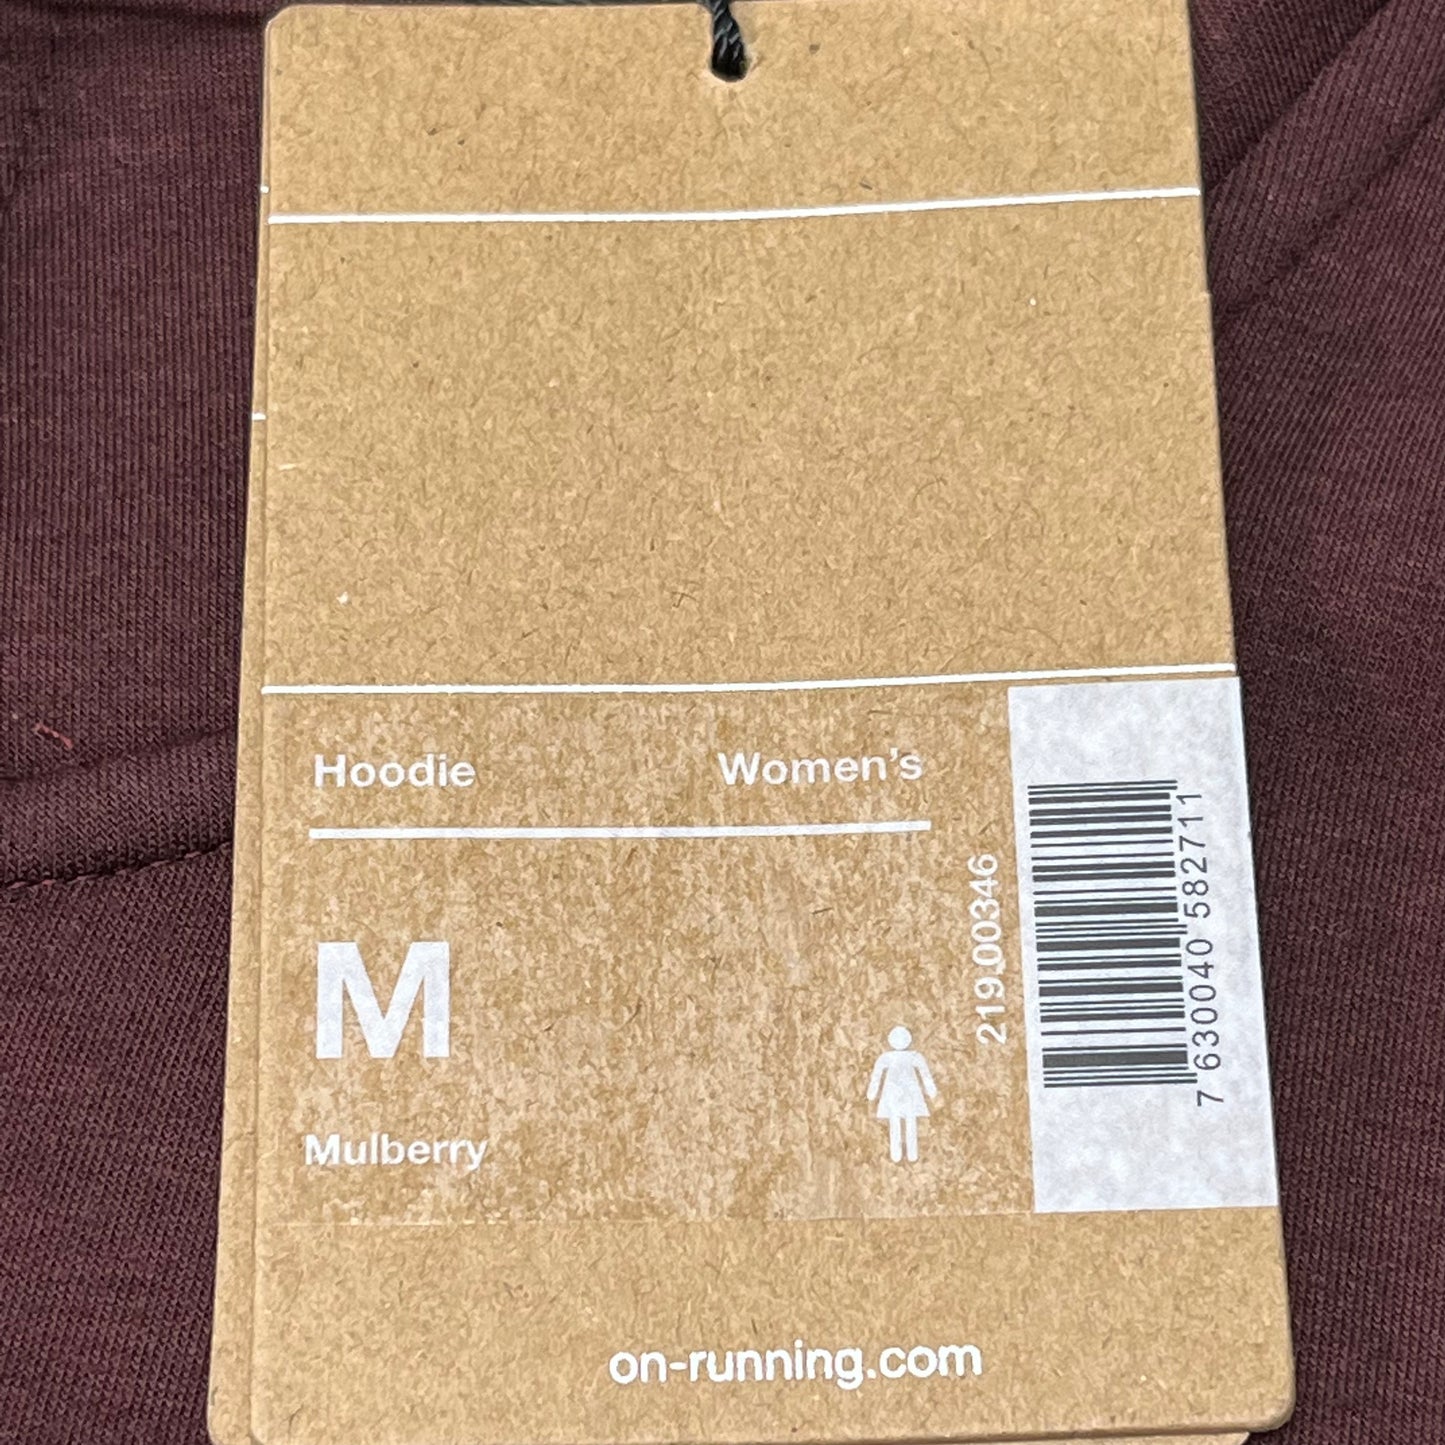 Hoodie Women's
M
Mulberry
219.00346
7 630040 582711
on-running.com